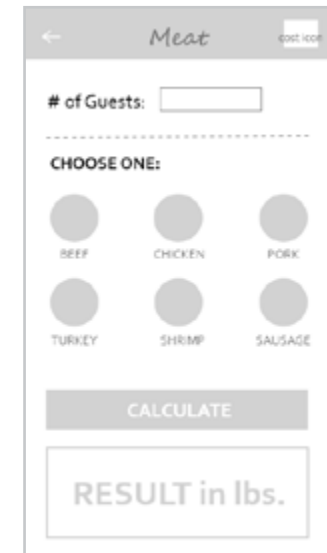 Meat cost icon
# of Guests:
CHOOSE ONE:
BEEF CHICKEN PORK
TURKEY SHRIMP SAUSAGE
CALCULATE
RESULT in lbs.